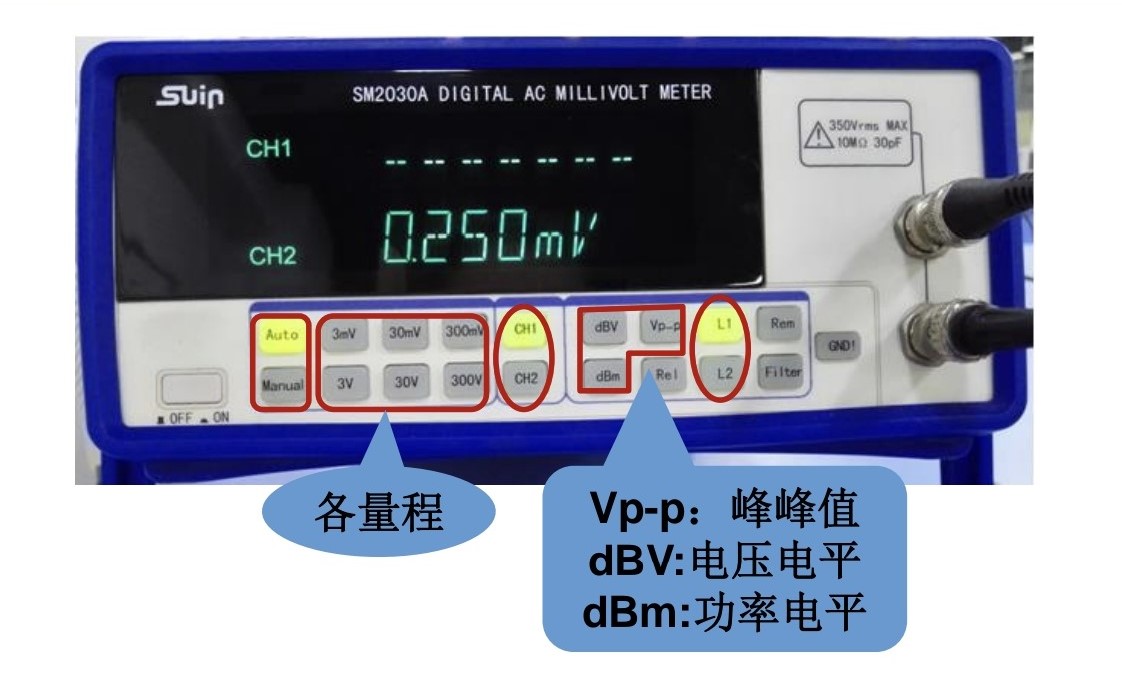 SUin
SM2030A DIGITAL AC MILLIVOLT METER
CH1
-- -- -- -- -- -- --
CH2
0.250mV
350Vrms MAX
10MΩ 30pF
Auto
3mV
30mV
300mV
CH1
dBV
Vp-p
L1
Rem
Manual
3V
30V
300V
CH2
dBm
Rel
L2
Filter
GND1
OFF
ON
各量程
Vp-p：峰峰值
dBV:电压电平
dBm:功率电平